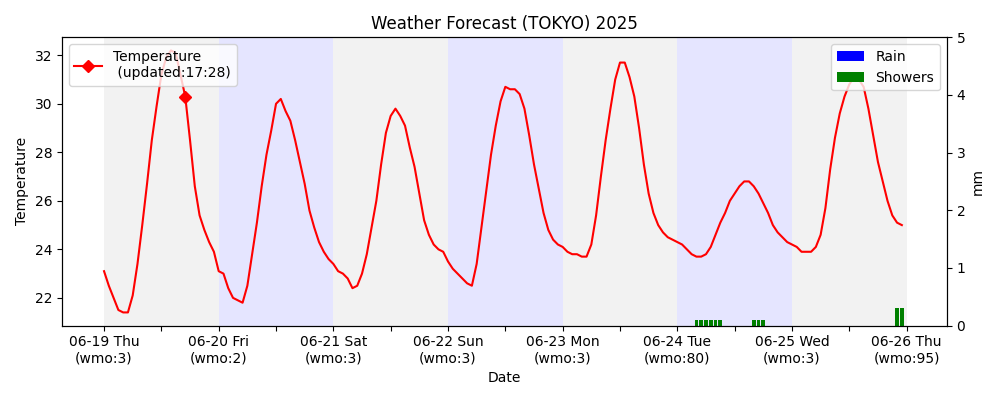 Weather Forecast (TOKYO) 2025
Temperature
(updated:17:28)
Rain
Showers
32
30
28
26
24
22
Temperature
5
4
3
2
1
0
mm
06-19 Thu 06-20 Fri 06-21 Sat 06-22 Sun 06-23 Mon 06-24 Tue 06-25 Wed 06-26 Thu
(wmo:3) (wmo:2) (wmo:3) (wmo:3) (wmo:3) (wmo:80) (wmo:3) (wmo:95)
Date